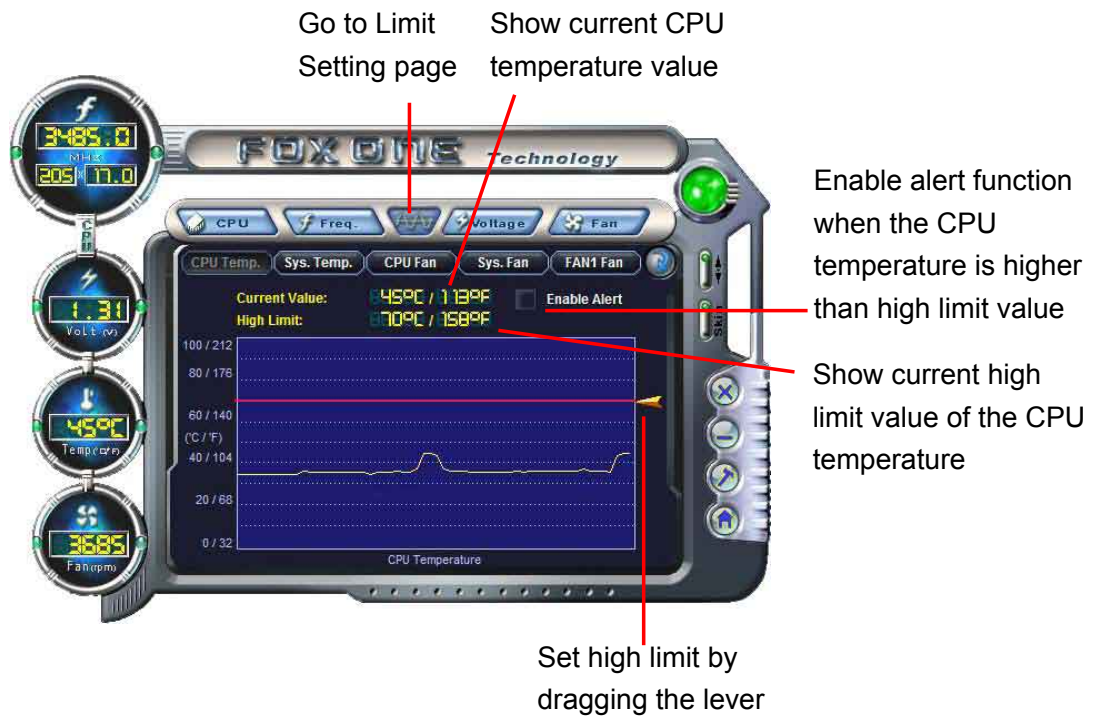 Go to Limit
Setting page
Show current CPU
temperature value
3485.0
MHz
205 x 17.0
CPU
FOX ONE Technology
CPU Freq. Voltage Fan
CPU Temp. Sys. Temp. CPU Fan Sys. Fan FAN1 Fan
Current Value: 45ºC / 113ºF Enable Alert
High Limit: 70ºC / 158ºF
Skin
1.31
Volt (V)
45ºC
Temp(℃/℉)
3685
Fan(rpm)
100 / 212
80 / 176
60 / 140
(°C / °F)
40 / 104
20 / 68
0 / 32
CPU Temperature
Enable alert function
when the CPU
temperature is higher
than high limit value
Show current high
limit value of the CPU
temperature
Set high limit by
dragging the lever